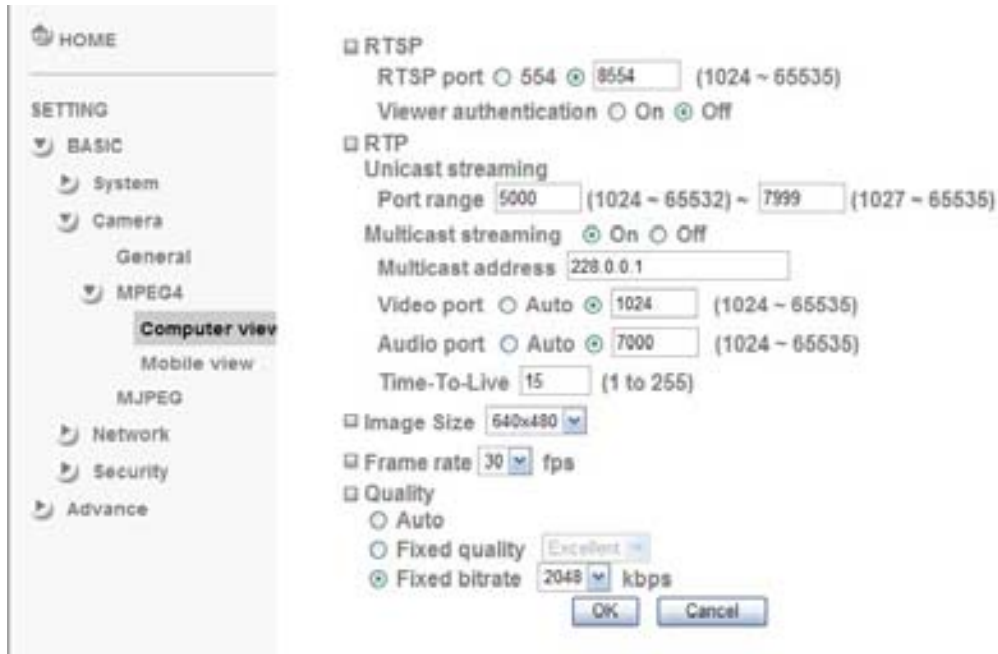 HOME
SETTING
BASIC
System
Camera
General
MPEG4
Computer view
Mobile view
MJPEG
Network
Security
Advance
RTSP
RTSP port 554 8554 (1024 ~ 65535)
Viewer authentication On Off
RTP
Unicast streaming
Port range 5000 (1024 ~ 65532) ~ 7999 (1027 ~ 65535)
Multicast streaming On Off
Multicast address 228.0.0.1
Video port Auto 1024 (1024 ~ 65535)
Audio port Auto 7000 (1024 ~ 65535)
Time-To-Live 15 (1 to 255)
Image Size 640x480
Frame rate 30 fps
Quality
Auto
Fixed quality Excellent
Fixed bitrate 2048 kbps
OK Cancel